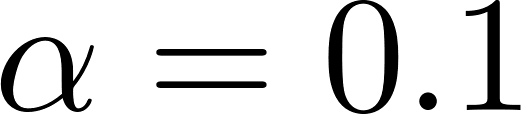 α = 0.1